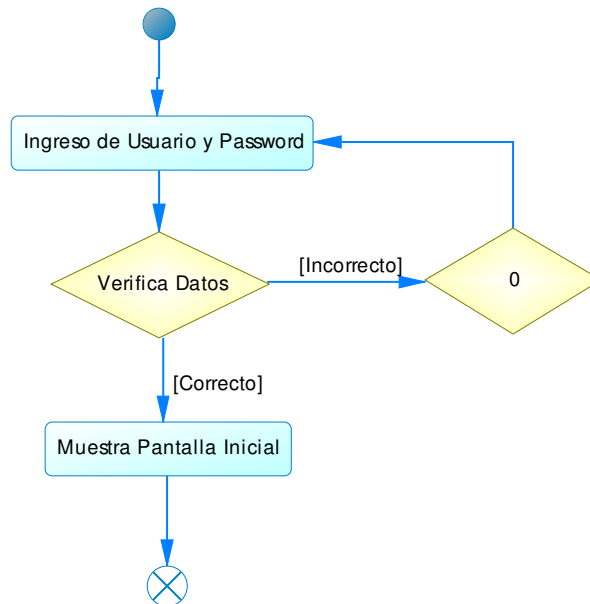 Ingreso de Usuario y Password
Verifica Datos
[Incorrecto]
0
[Correcto]
Muestra Pantalla Inicial